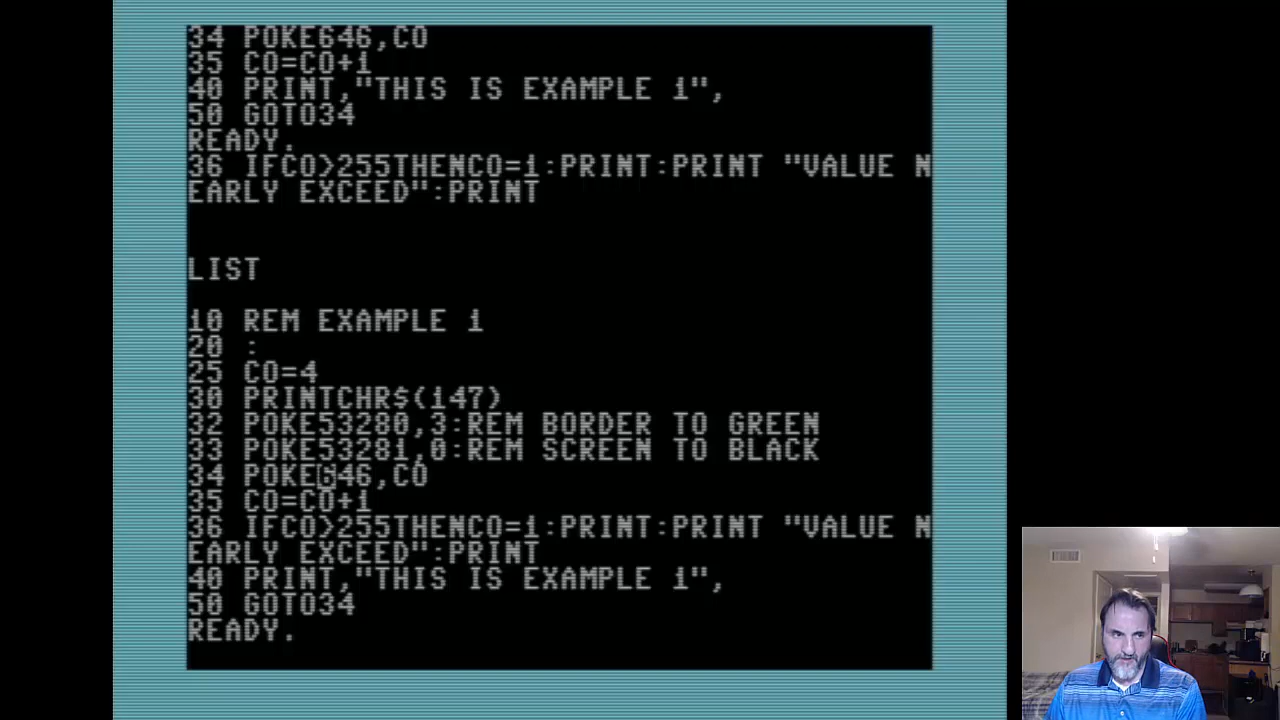 34 POKE646,CO
35 CO=CO+1
40 PRINT,"THIS IS EXAMPLE 1",
50 GOTO34
READY.
36 IFCO>255THENCO=1:PRINT:PRINT "VALUE N
EARLY EXCEED":PRINT
LIST
10 REM EXAMPLE 1
20 :
25 CO=4
30 PRINTCHR$(147)
32 POKE53280,3:REM BORDER TO GREEN
33 POKE53281,0:REM SCREEN TO BLACK
34 POKE646,CO
35 CO=CO+1
36 IFCO>255THENCO=1:PRINT:PRINT "VALUE N
EARLY EXCEED":PRINT
40 PRINT,"THIS IS EXAMPLE 1",
50 GOTO34
READY.